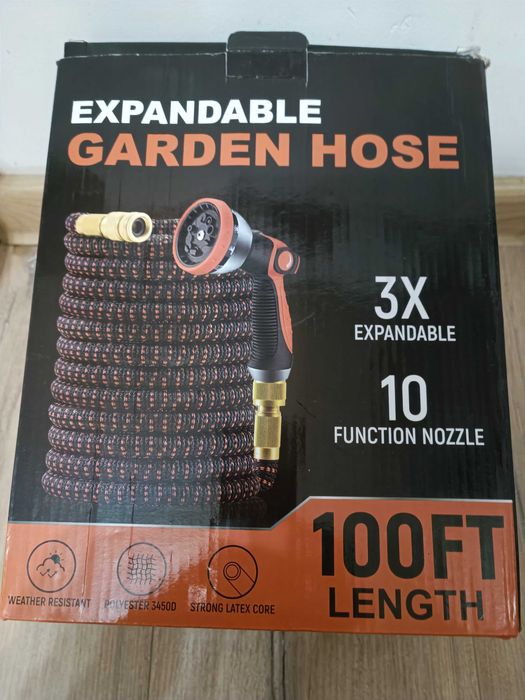 EXPANDABLE
GARDEN HOSE
3X
EXPANDABLE
10
FUNCTION NOZZLE
100FT
LENGTH
WEATHER RESISTANT
POLYESTER 3450D
STRONG LATEX CORE